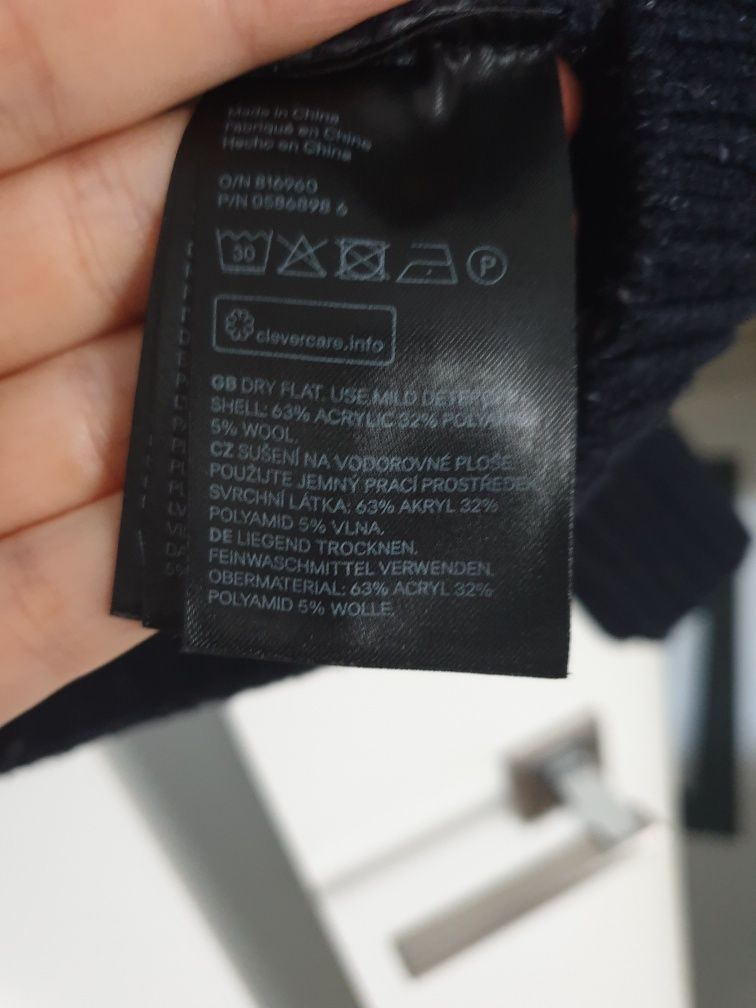 Made in China
Fabriqué en Chine
Hecho en China
O/N 816960
P/N 0586898 6
30
P
clevercare.info
GB DRY FLAT. USE MILD
SHELL: 63% ACRYLIC 32%
5% WOOL.
CZ SUŠENÍ NA VODOROVNÉ PLOŠE.
POUŽIJTE JEMNÝ PRACÍ PROSTŘEDEK
SVRCHNÍ LÁTKA: 63% AKRYL 32%
POLYAMID 5% VLNA.
DE LIEGEND TROCKNEN.
FEINWASCHMITTEL VERWENDEN.
OBERMATERIAL: 63% ACRYL 32%
POLYAMID 5% WOLLE.